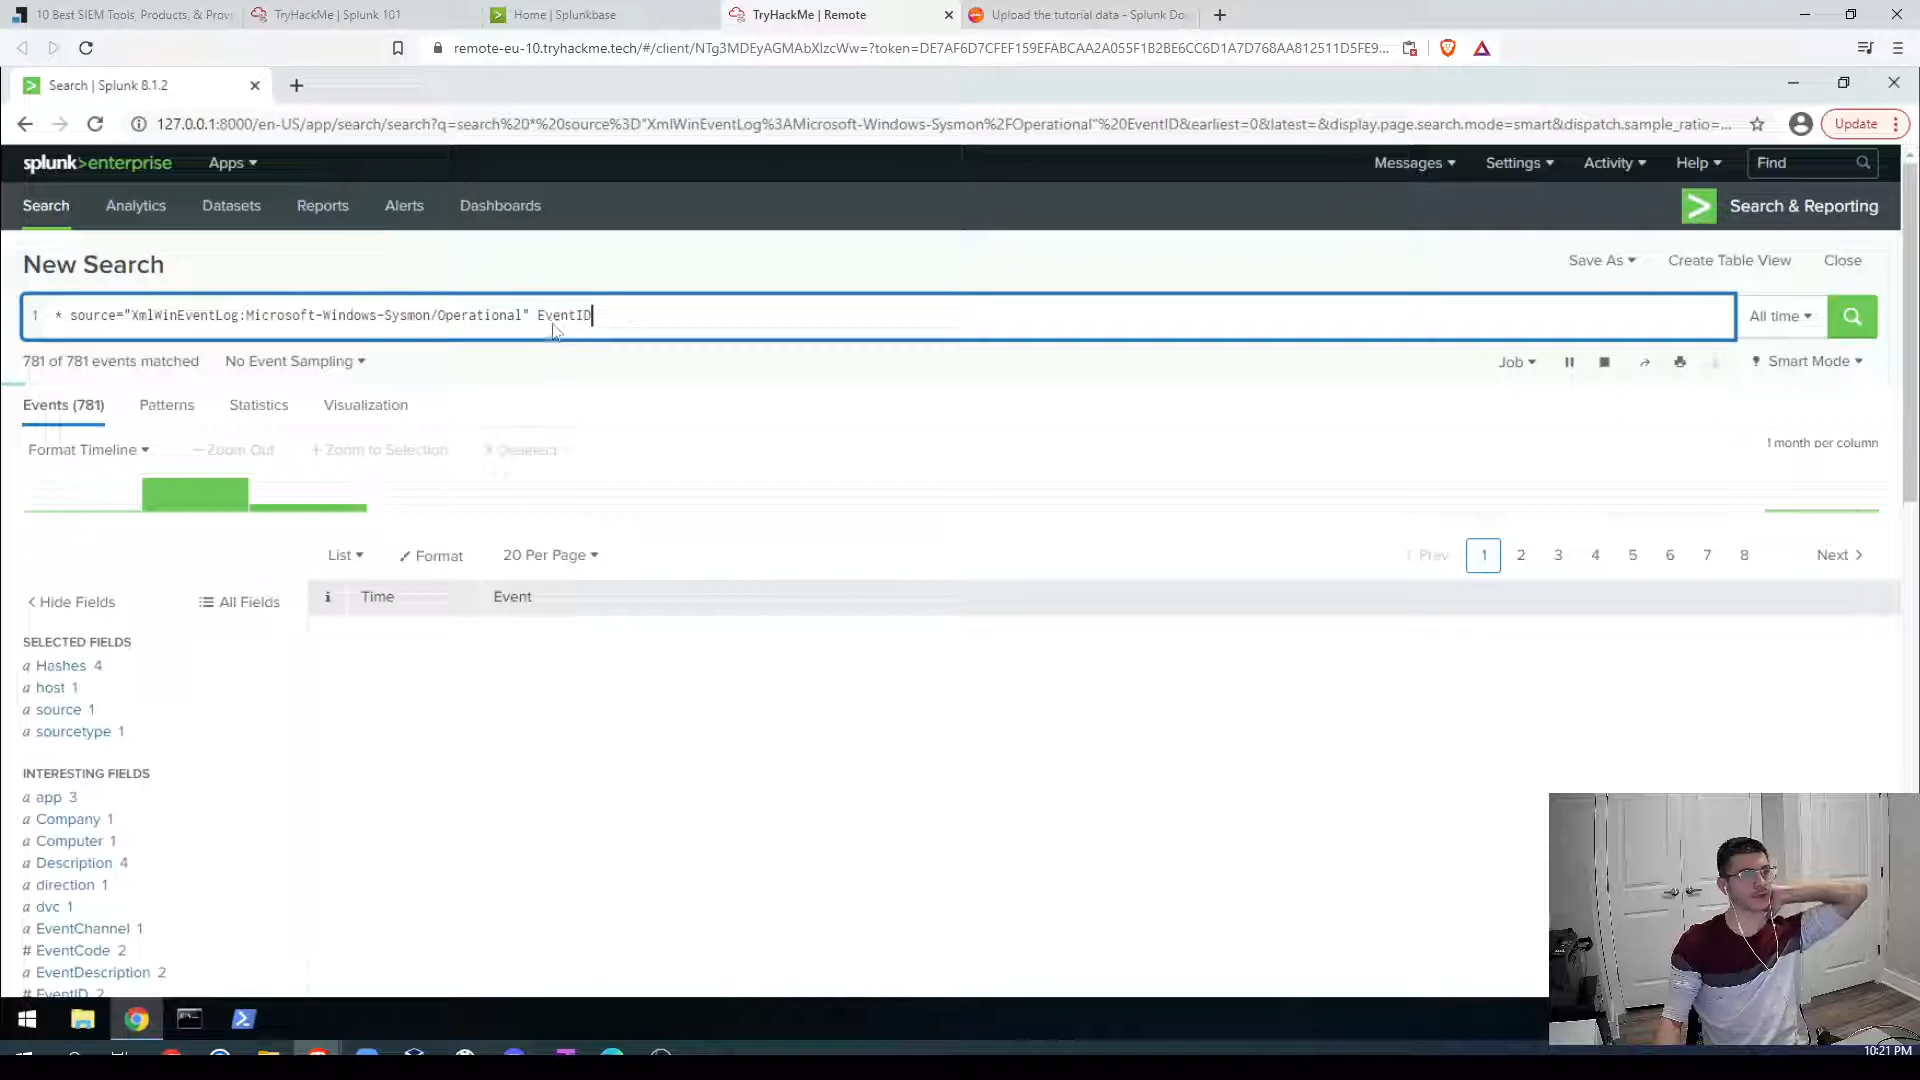 10 Best SIEM Tools, Products, & Prov
TryHackMe | Splunk 101
Home | Splunkbase
TryHackMe | Remote
Upload the tutorial data - Splunk Do
remote-eu-10.tryhackme.tech/#/client/NTg3MDEyAGMAbXlzcWw=?token=DE7AF6D7CFEF159EFABCAA2A055F1B2BE6CC6D1A7D768AA812511D5FE9...
Search | Splunk 8.1.2
127.0.0.1:8000/en-US/app/search/search?q=search%20*%20source%3D"XmlWinEventLog%3AMicrosoft-Windows-Sysmon%2FOperational"%20EventID&earliest=0&latest=&display.page.search.mode=smart&dispatch.sample_ratio=...
Update
splunk>enterprise Apps
Messages Settings Activity Help Find
Search Analytics Datasets Reports Alerts Dashboards
Search & Reporting
New Search
Save As Create Table View Close
1 * source="XmlWinEventLog:Microsoft-Windows-Sysmon/Operational" EventID
All time
781 of 781 events matched No Event Sampling
Job Smart Mode
Events (781) Patterns Statistics Visualization
Format Timeline — Zoom Out + Zoom to Selection × Deselect
1 month per column
List Format 20 Per Page
Prev 1 2 3 4 5 6 7 8 Next >
< Hide Fields All Fields
i Time Event
SELECTED FIELDS
a Hashes 4
a host 1
a source 1
a sourcetype 1
INTERESTING FIELDS
a app 3
a Company 1
a Computer 1
a Description 4
a direction 1
a dvc 1
a EventChannel 1
# EventCode 2
a EventDescription 2
# EventID 2
10:21 PM